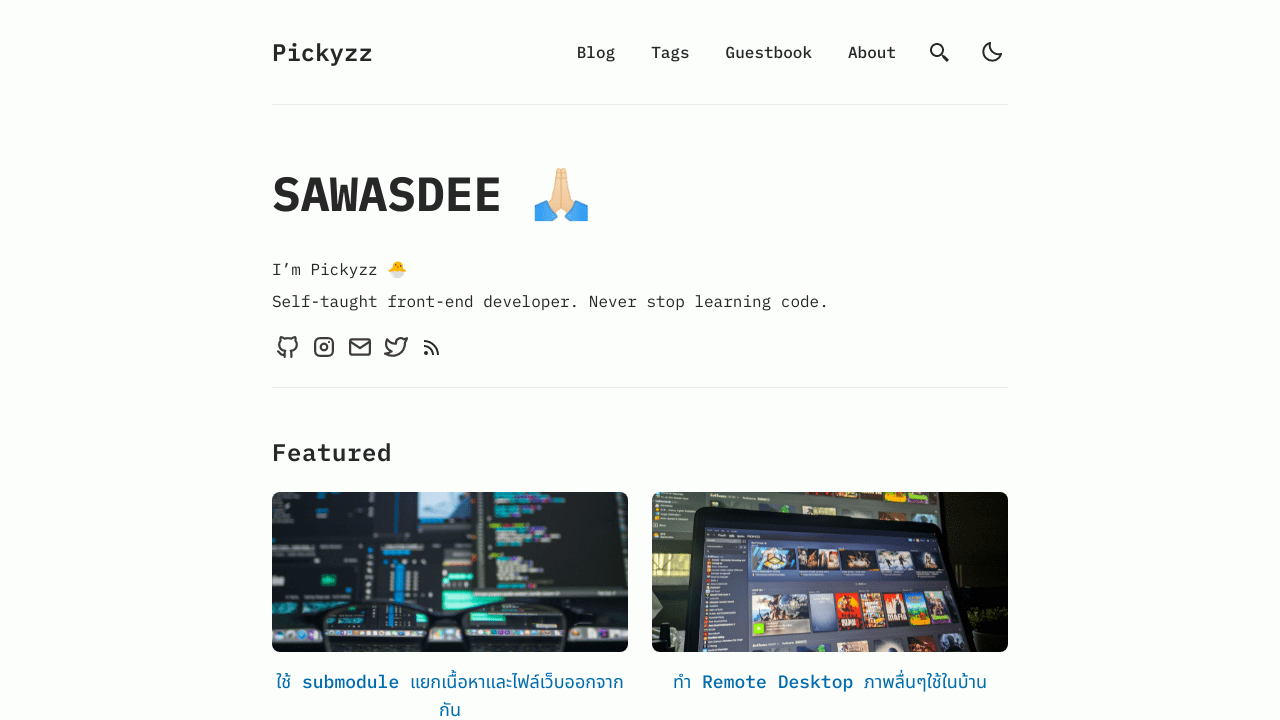 Pickyzz
Blog Tags Guestbook About
SAWASDEE 🙏🏻
I’m Pickyzz 🐣
Self-taught front-end developer. Never stop learning code.
Featured
ใช้ submodule แยกเนื้อหาและไฟล์เว็บออกจาก
กัน
ทำ Remote Desktop ภาพลื่นๆใช้ในบ้าน